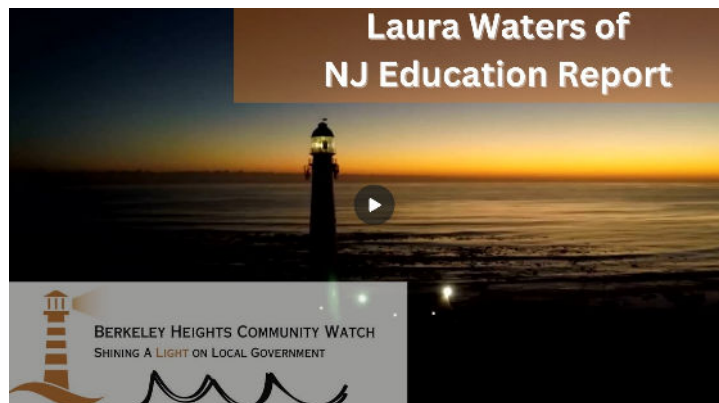 Laura Waters of
NJ Education Report
BERKELEY HEIGHTS COMMUNITY WATCH
SHINING A LIGHT ON LOCAL GOVERNMENT